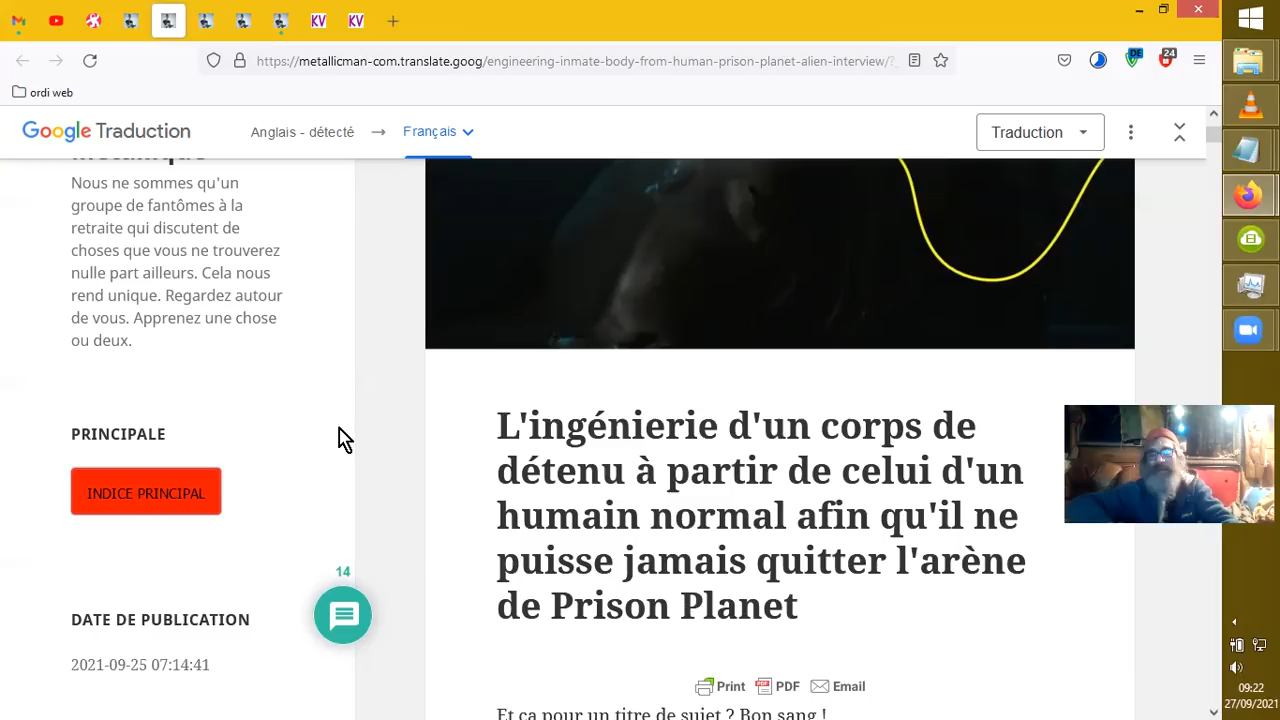 KV
KV
https://metallicman-com.translate.goog/engineering-inmate-body-from-human-prison-planet-alien-interview/?_
DE
24
ordi web
Google Traduction
Anglais - détecté → Français
Traduction
Nous ne sommes qu'un
groupe de fantômes à la
retraite qui discutent de
choses que vous ne trouverez
nulle part ailleurs. Cela nous
rend unique. Regardez autour
de vous. Apprenez une chose
ou deux.
PRINCIPALE
INDICE PRINCIPAL
14
DATE DE PUBLICATION
2021-09-25 07:14:41
L'ingénierie d'un corps de
détenu à partir de celui d'un
humain normal afin qu'il ne
puisse jamais quitter l'arène
de Prison Planet
Print PDF Email
Et ça pour un titre de sujet ? Bon sang !
09:22
27/09/2021